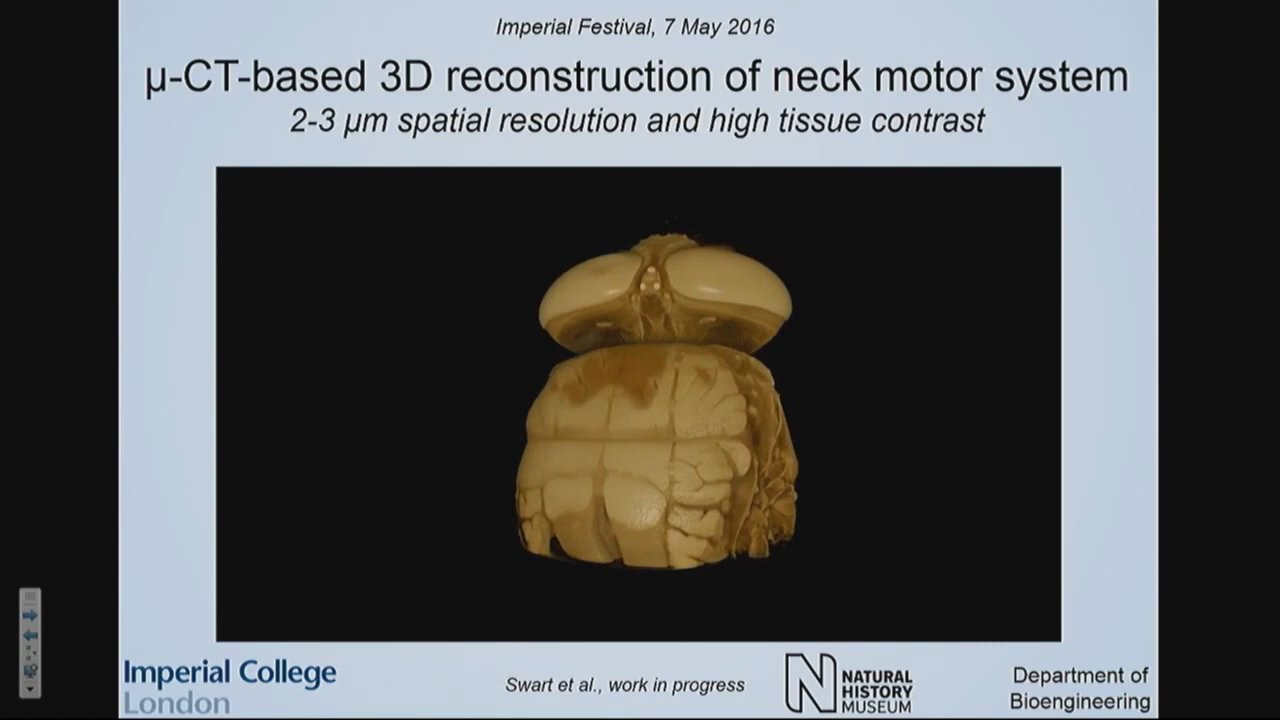 Imperial Festival, 7 May 2016
µ-CT-based 3D reconstruction of neck motor system
2-3 µm spatial resolution and high tissue contrast
Imperial College
London
Swart et al., work in progress
N
NATURAL
HISTORY
MUSEUM
Department of
Bioengineering